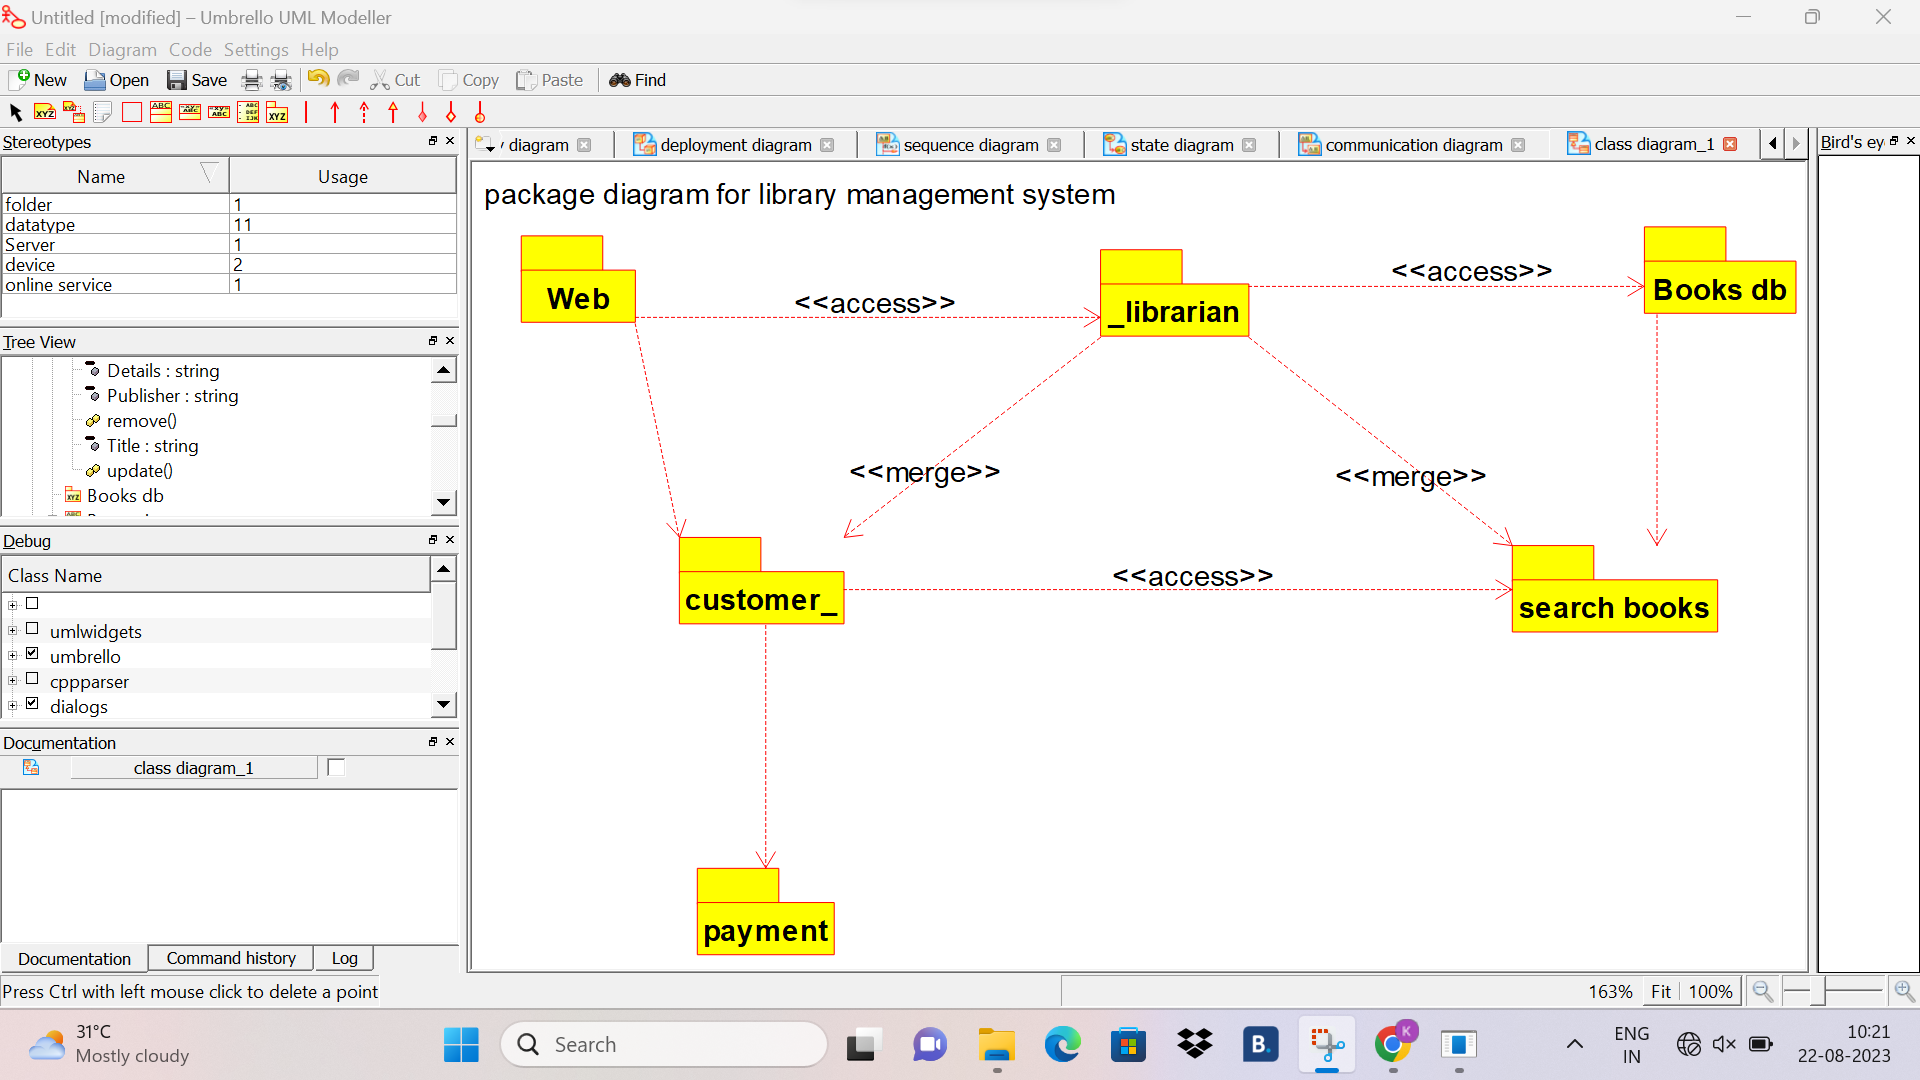 Untitled [modified] – Umbrello UML Modeller
File Edit Diagram Code Settings Help
New Open Save Cut Copy Paste Find
Stereotypes
Name Usage
folder 1
datatype 11
Server 1
device 2
online service 1
Tree View
Details : string
Publisher : string
remove()
Title : string
update()
Books db
Debug
Class Name
umlwidgets
umbrello
cppparser
dialogs
Documentation
class diagram_1
Documentation Command history Log
Press Ctrl with left mouse click to delete a point
diagram deployment diagram sequence diagram state diagram communication diagram class diagram_1
Bird's ey
package diagram for library management system
Web
<<access>>
_librarian
<<access>>
Books db
<<merge>>
<<merge>>
customer_
<<access>>
search books
payment
163% Fit 100%
31°C
Mostly cloudy
Search
B.
K
ENG
IN
10:21
22-08-2023